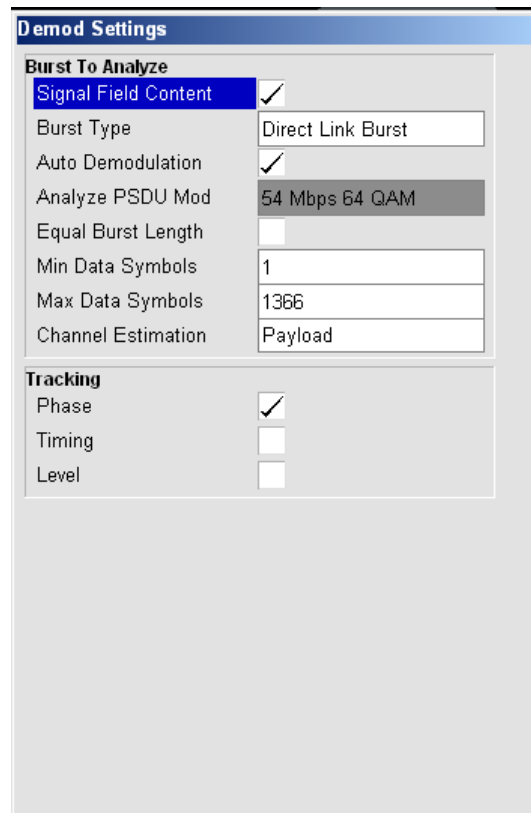 Demod Settings
Burst To Analyze
Signal Field Content
Burst Type Direct Link Burst
Auto Demodulation
Analyze PSDU Mod 54 Mbps 64 QAM
Equal Burst Length
Min Data Symbols 1
Max Data Symbols 1366
Channel Estimation Payload
Tracking
Phase
Timing
Level